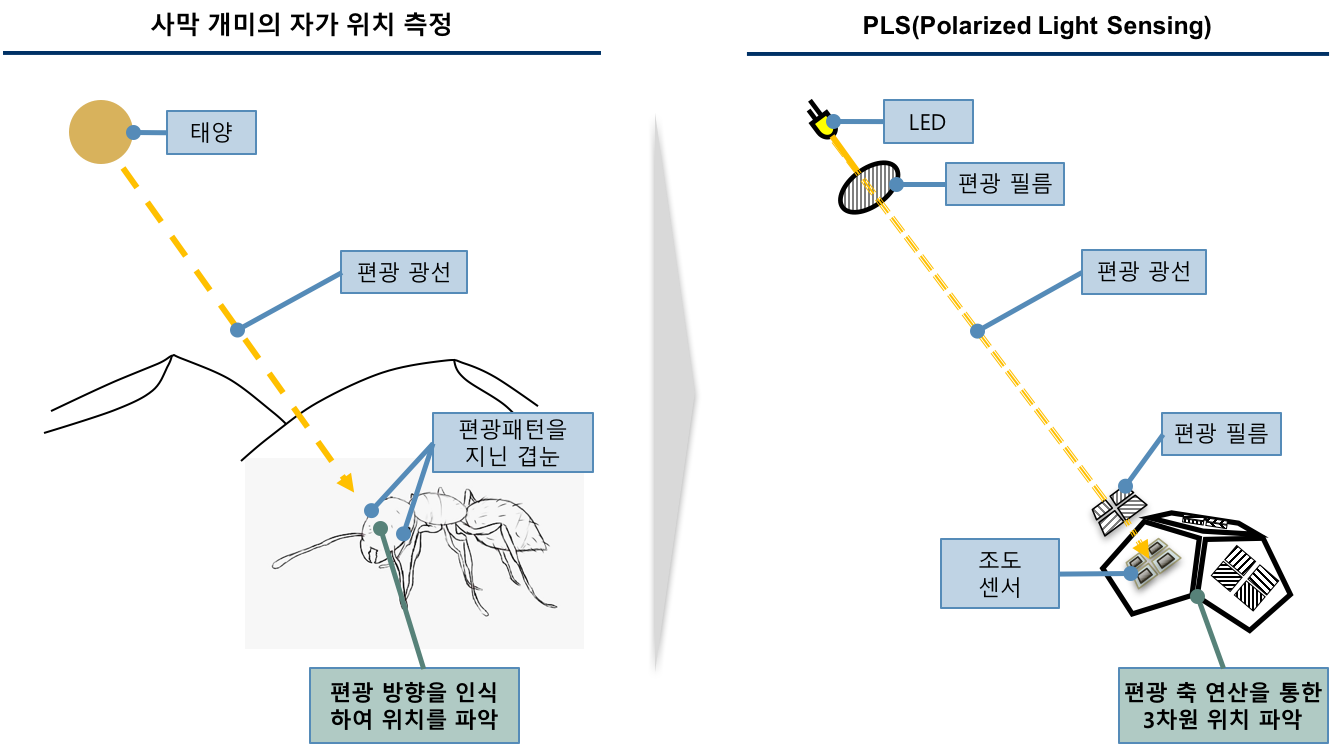 사막 개미의 자가 위치 측정
태양
편광 광선
편광패턴을
지닌 겹눈
편광 방향을 인식
하여 위치를 파악
PLS(Polarized Light Sensing)
LED
편광 필름
편광 광선
편광 필름
조도
센서
편광 축 연산을 통한
3차원 위치 파악